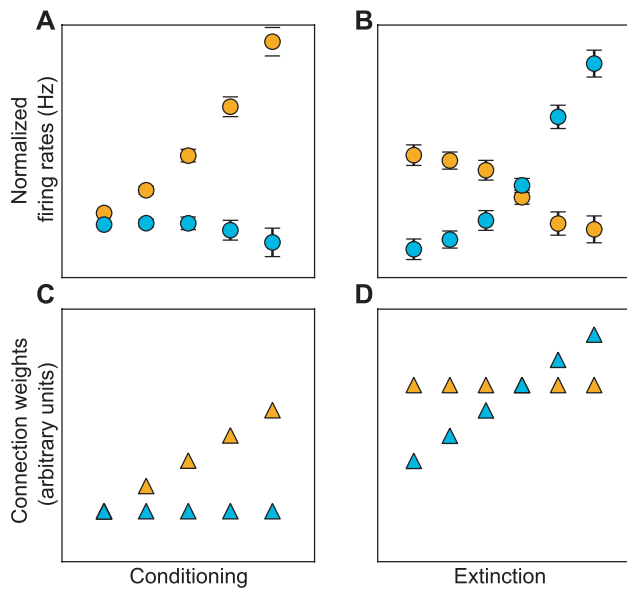 A
B
Normalized
firing rates (Hz)
C
D
Connection weights
(arbitrary units)
Conditioning
Extinction